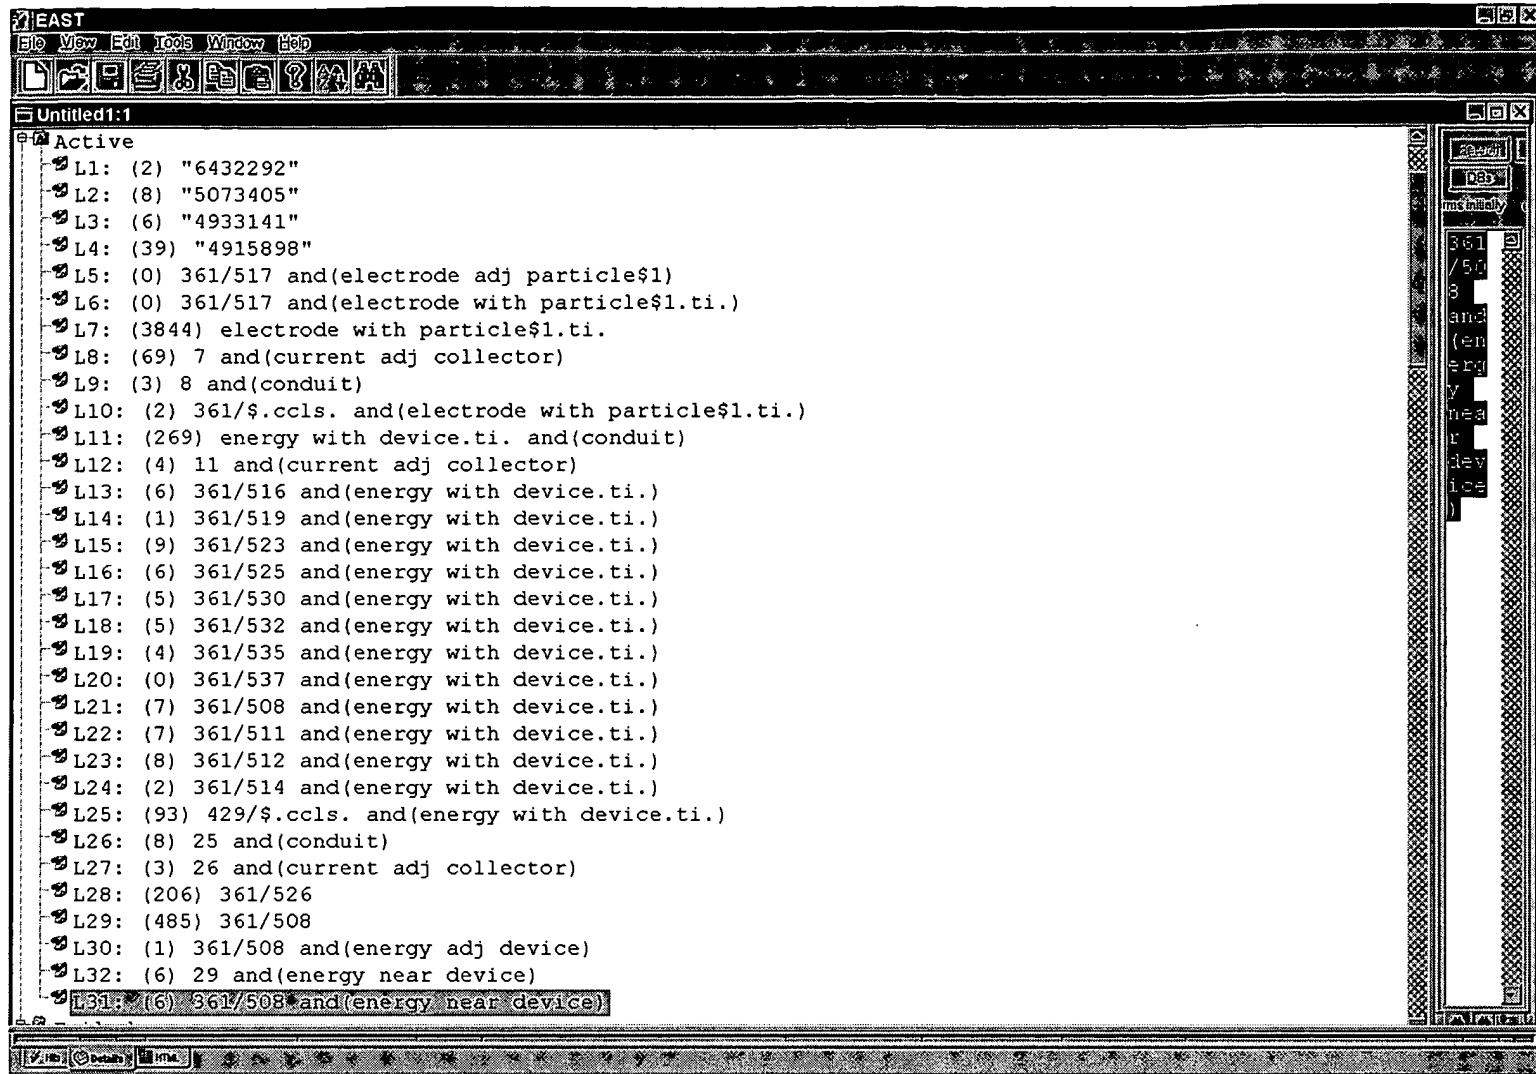 EAST
File View Edit Tools Window Help
Untitled1:1
Active
L1: (2) "6432292"
L2: (8) "5073405"
L3: (6) "4933141"
L4: (39) "4915898"
L5: (0) 361/517 and(electrode adj particle$1)
L6: (0) 361/517 and(electrode with particle$1.ti.)
L7: (3844) electrode with particle$1.ti.
L8: (69) 7 and(current adj collector)
L9: (3) 8 and(conduit)
L10: (2) 361/$.ccls. and(electrode with particle$1.ti.)
L11: (269) energy with device.ti. and(conduit)
L12: (4) 11 and(current adj collector)
L13: (6) 361/516 and(energy with device.ti.)
L14: (1) 361/519 and(energy with device.ti.)
L15: (9) 361/523 and(energy with device.ti.)
L16: (6) 361/525 and(energy with device.ti.)
L17: (5) 361/530 and(energy with device.ti.)
L18: (5) 361/532 and(energy with device.ti.)
L19: (4) 361/535 and(energy with device.ti.)
L20: (0) 361/537 and(energy with device.ti.)
L21: (7) 361/508 and(energy with device.ti.)
L22: (7) 361/511 and(energy with device.ti.)
L23: (8) 361/512 and(energy with device.ti.)
L24: (2) 361/514 and(energy with device.ti.)
L25: (93) 429/$.ccls. and(energy with device.ti.)
L26: (8) 25 and(conduit)
L27: (3) 26 and(current adj collector)
L28: (206) 361/526
L29: (485) 361/508
L30: (1) 361/508 and(energy adj device)
L32: (6) 29 and(energy near device)
L31: (6) 361/508 and(energy near device)
Search
DBs
rms initially
361
/50
8
and
(en
erg
y
nea
r
dev
ice
)
Details
HTML